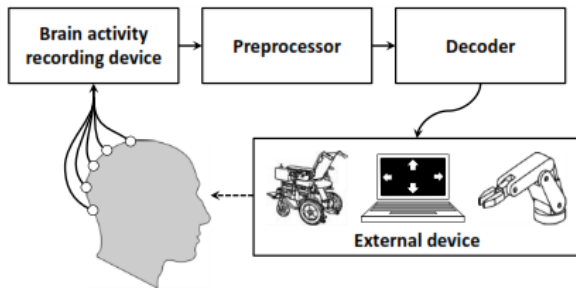 Brain activity
recording device
Preprocessor
Decoder
External device